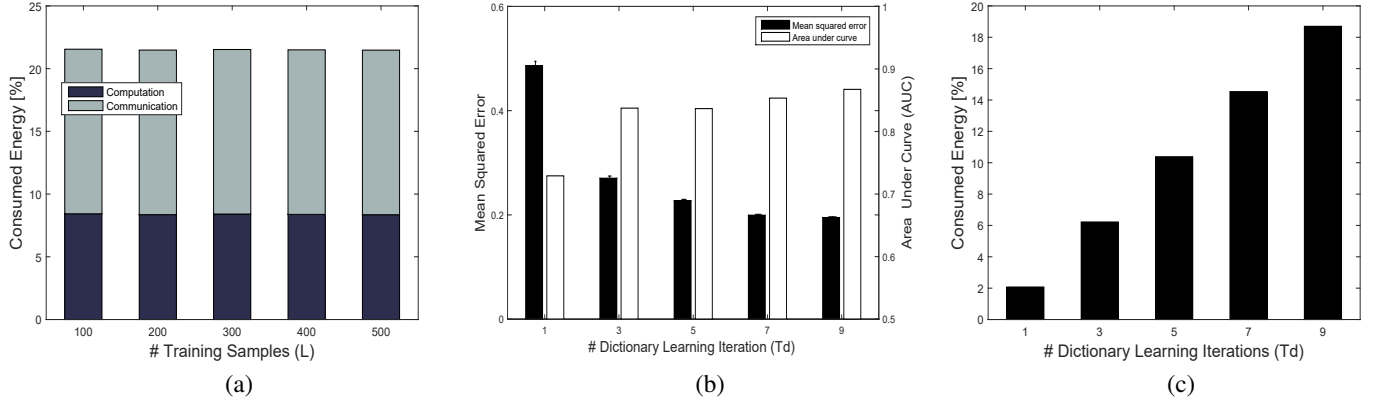 25
20
15
10
5
0
Consumed Energy [%]
Computation
Communication
100 200 300 400 500
# Training Samples (L)
(a)
0.6
0.4
0.2
0
Mean Squared Error
Mean squared error
Area under curve
1
0.9
0.8
0.7
0.6
0.5
Area Under Curve (AUC)
1 3 5 7 9
# Dictionary Learning Iteration (Td)
(b)
20
18
16
14
12
10
8
6
4
2
0
Consumed Energy [%]
1 3 5 7 9
# Dictionary Learning Iterations (Td)
(c)